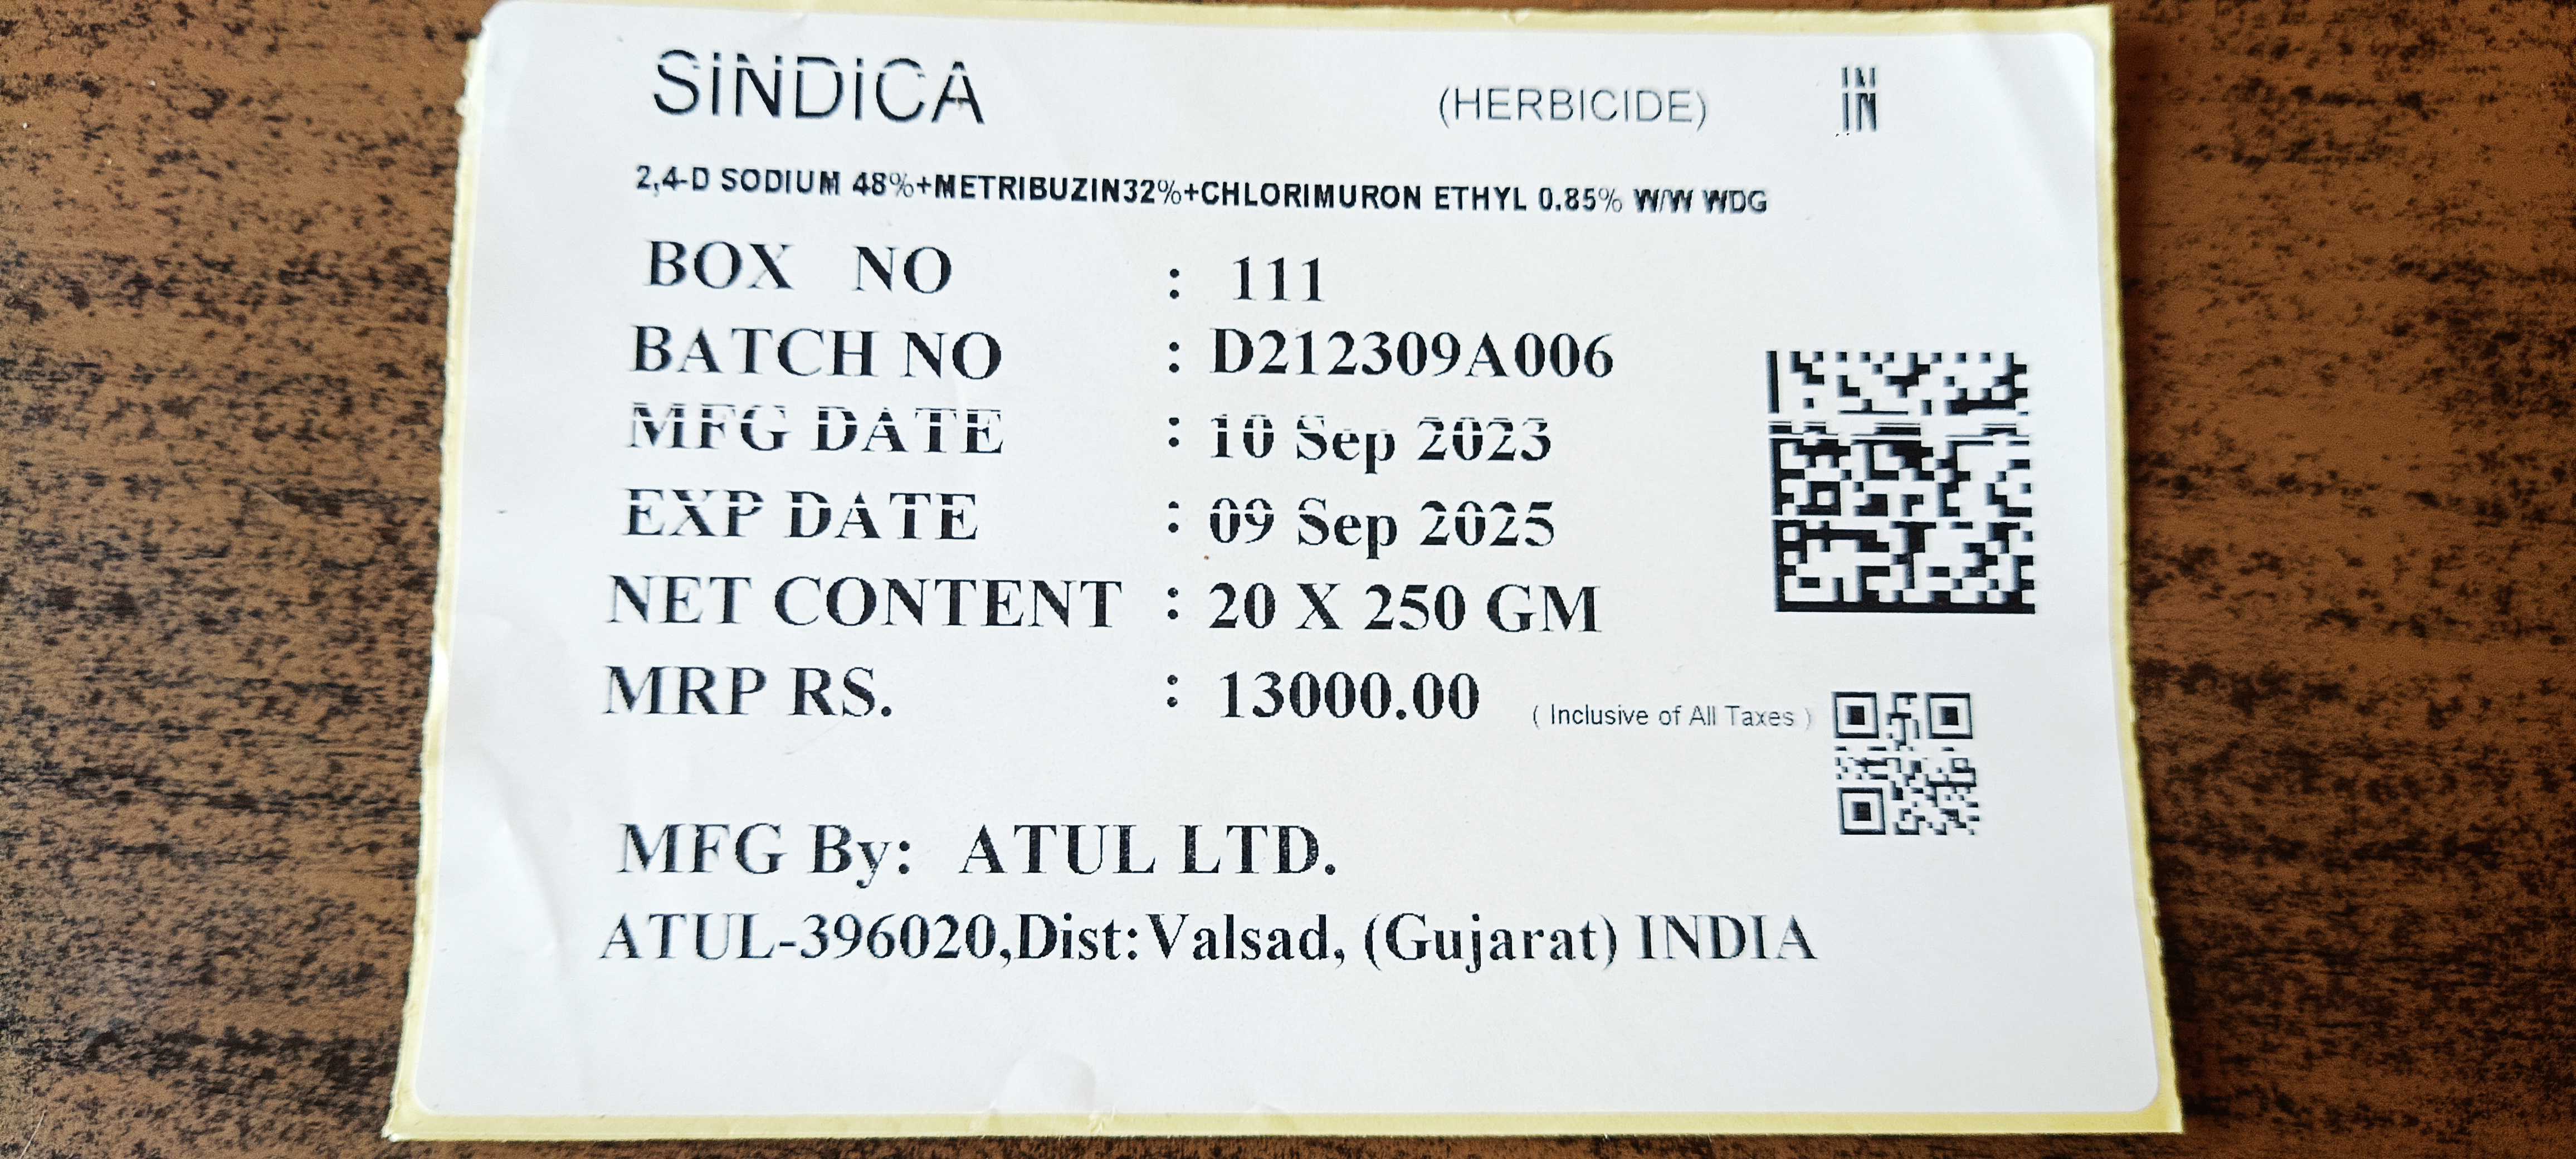 SiNDiCA (HERBICIDE) IN
2,4-D SODIUM 48%+METRIBUZIN32%+CHLORIMURON ETHYL 0.85% W/W WDG
BOX NO : 111
BATCH NO : D212309A006
MFG DATE : 10 Sep 2023
EXP DATE : 09 Sep 2025
NET CONTENT : 20 X 250 GM
MRP RS. : 13000.00 ( Inclusive of All Taxes )
MFG By: ATUL LTD.
ATUL-396020,Dist:Valsad, (Gujarat) INDIA